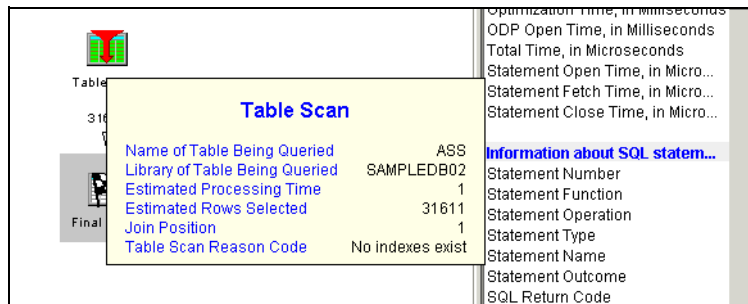 Optimization Time, in Milliseconds
ODP Open Time, in Milliseconds
Total Time, in Microseconds
Statement Open Time, in Micro...
Statement Fetch Time, in Micro...
Statement Close Time, in Micro...
Table
316
Final
Table Scan
Name of Table Being Queried ASS
Library of Table Being Queried SAMPLEDB02
Estimated Processing Time 1
Estimated Rows Selected 31611
Join Position 1
Table Scan Reason Code No indexes exist
Information about SQL statem...
Statement Number
Statement Function
Statement Operation
Statement Type
Statement Name
Statement Outcome
SQL Return Code